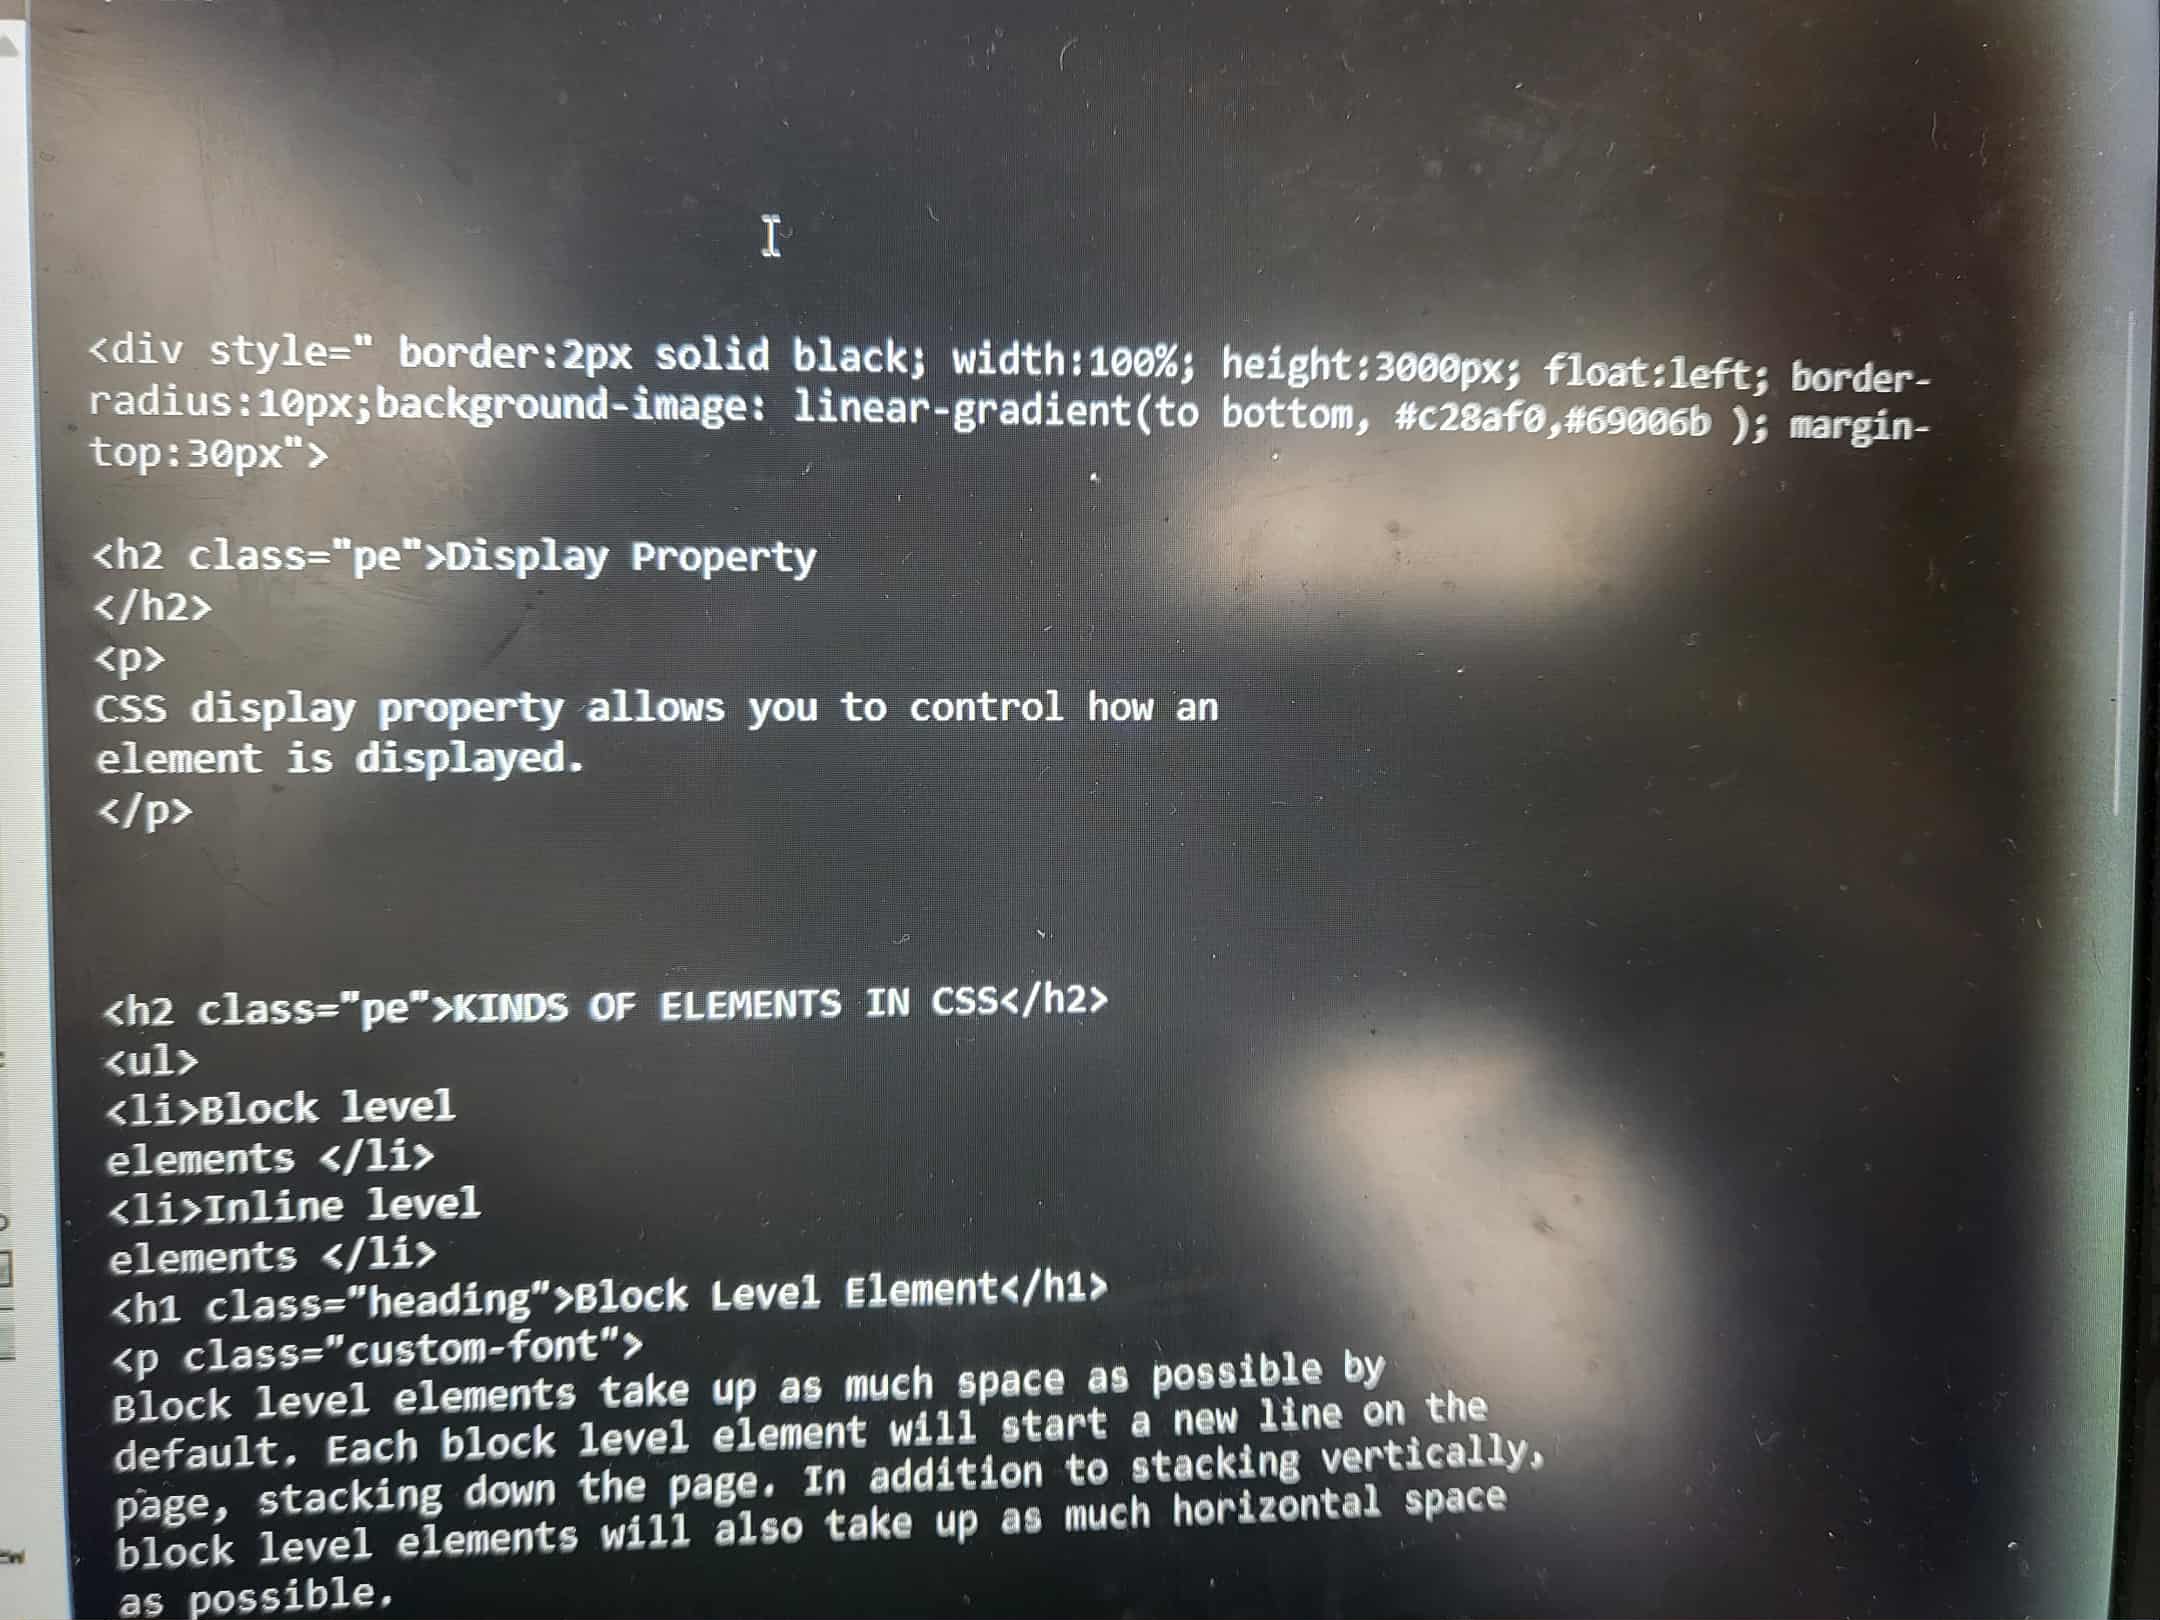 <div style=" border:2px solid black; width:100%; height:3000px; float:left; border-
radius:10px;background-image: linear-gradient(to bottom, #c28af0,#69006b ); margin-
top:30px">
<h2 class="pe">Display Property
</h2>
<p>
CSS display property allows you to control how an
element is displayed.
</p>
<h2 class="pe">KINDS OF ELEMENTS IN CSS</h2>
<ul>
<li>Block level
elements </li>
<li>Inline level
elements </li>
<h1 class="heading">Block Level Element</h1>
<p class="custom-font">
Block level elements take up as much space as possible by
default. Each block level element will start a new line on the
page, stacking down the page. In addition to stacking vertically,
block level elements will also take up as much horizontal space
as possible.